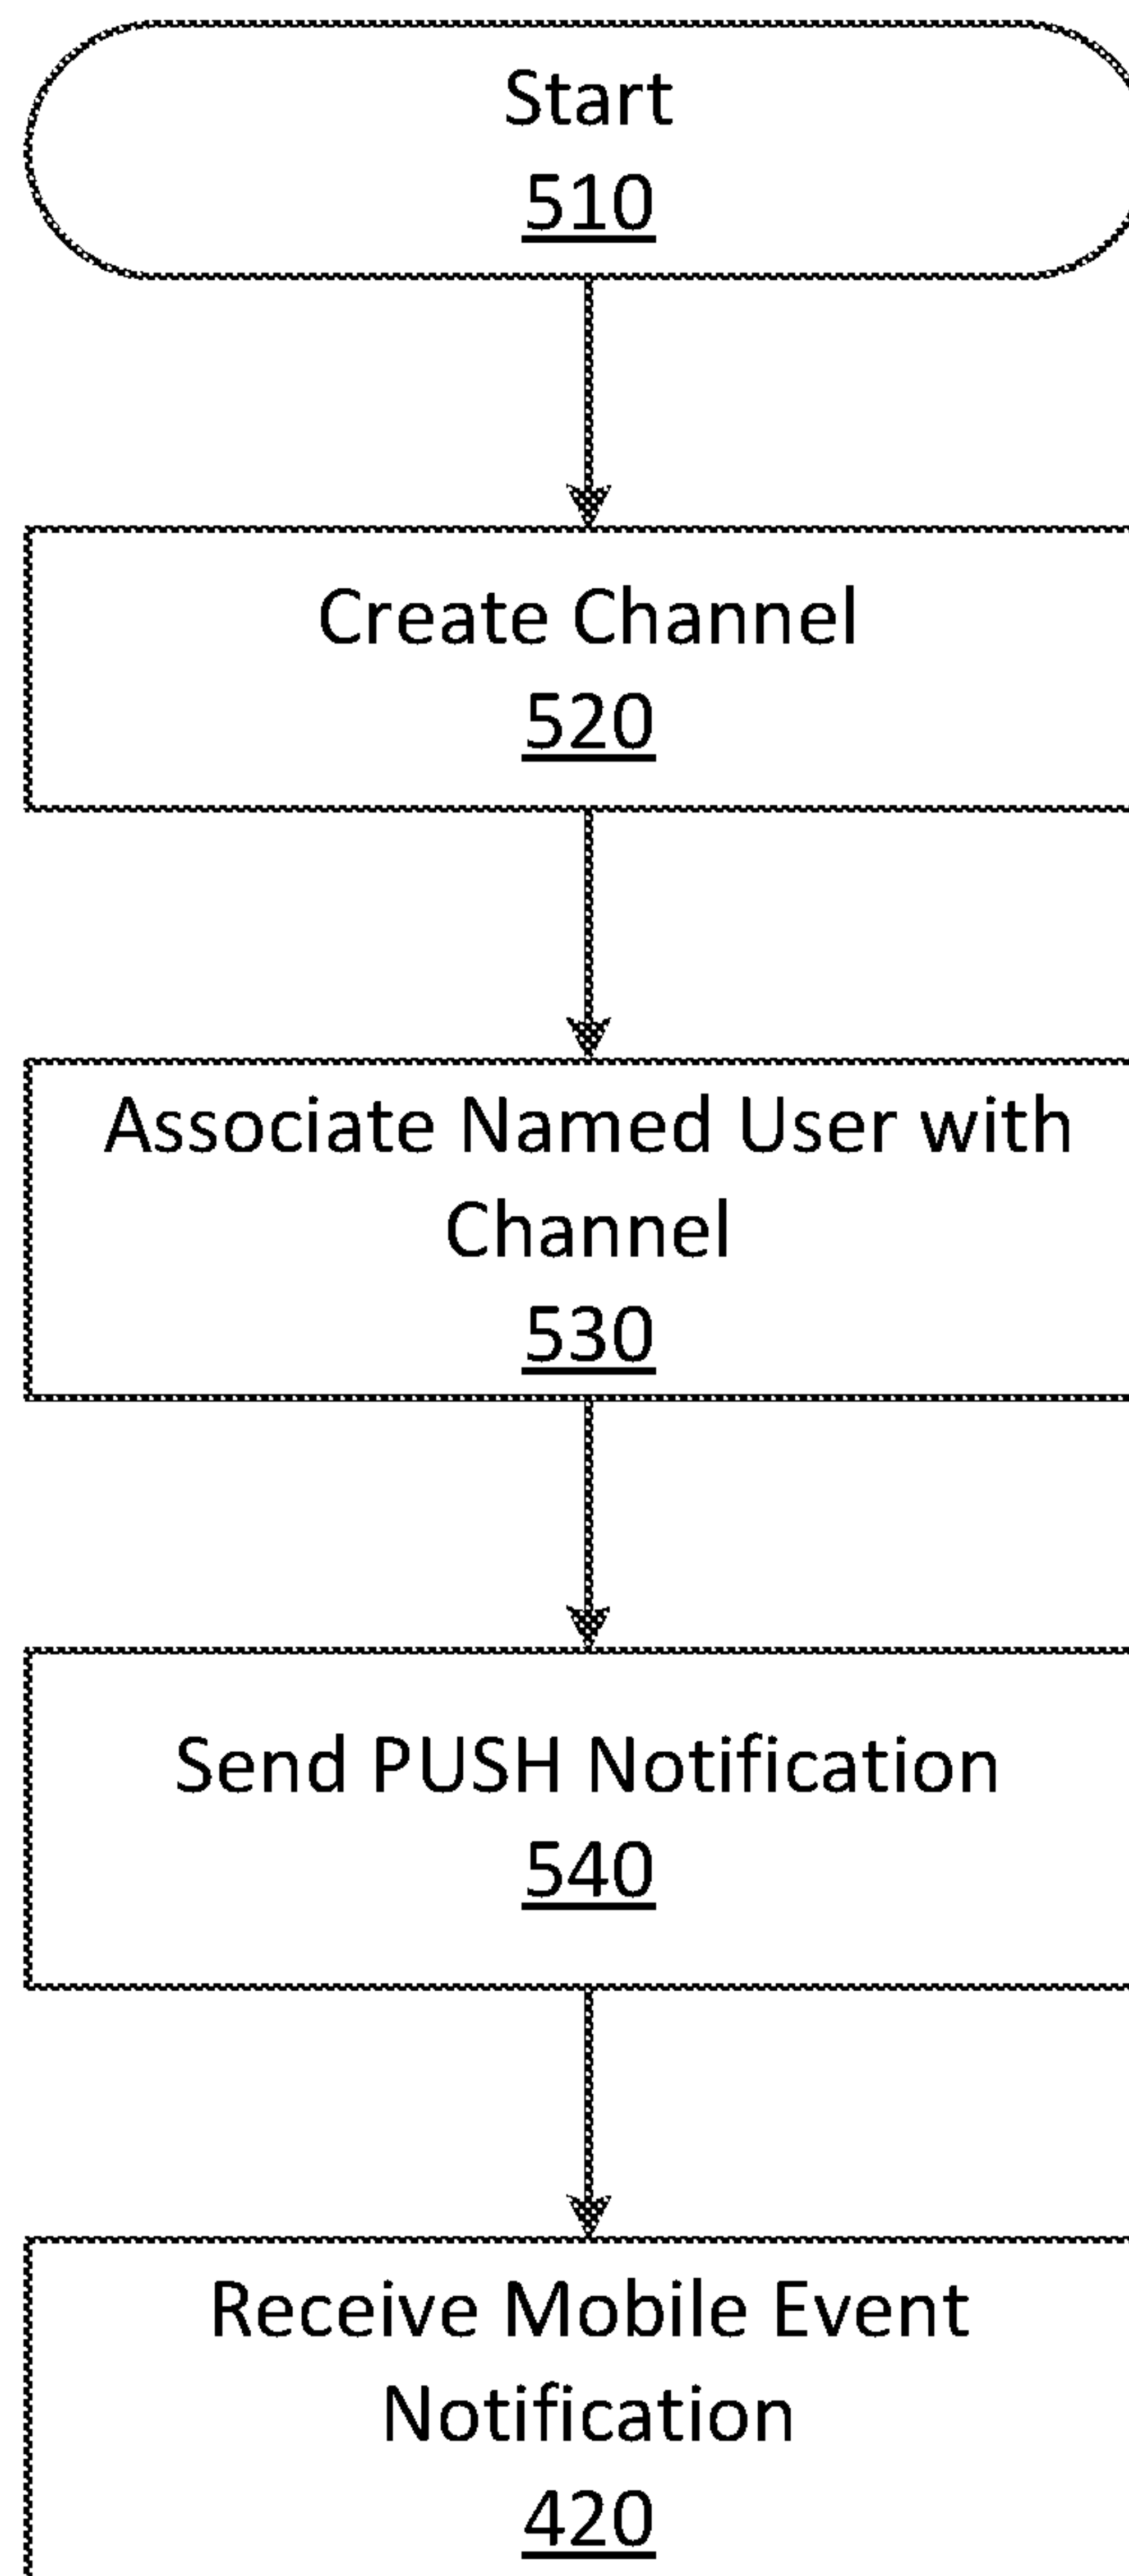 Start
510
Create Channel
520
Associate Named User with
Channel
530
Send PUSH Notification
540
Receive Mobile Event
Notification
420